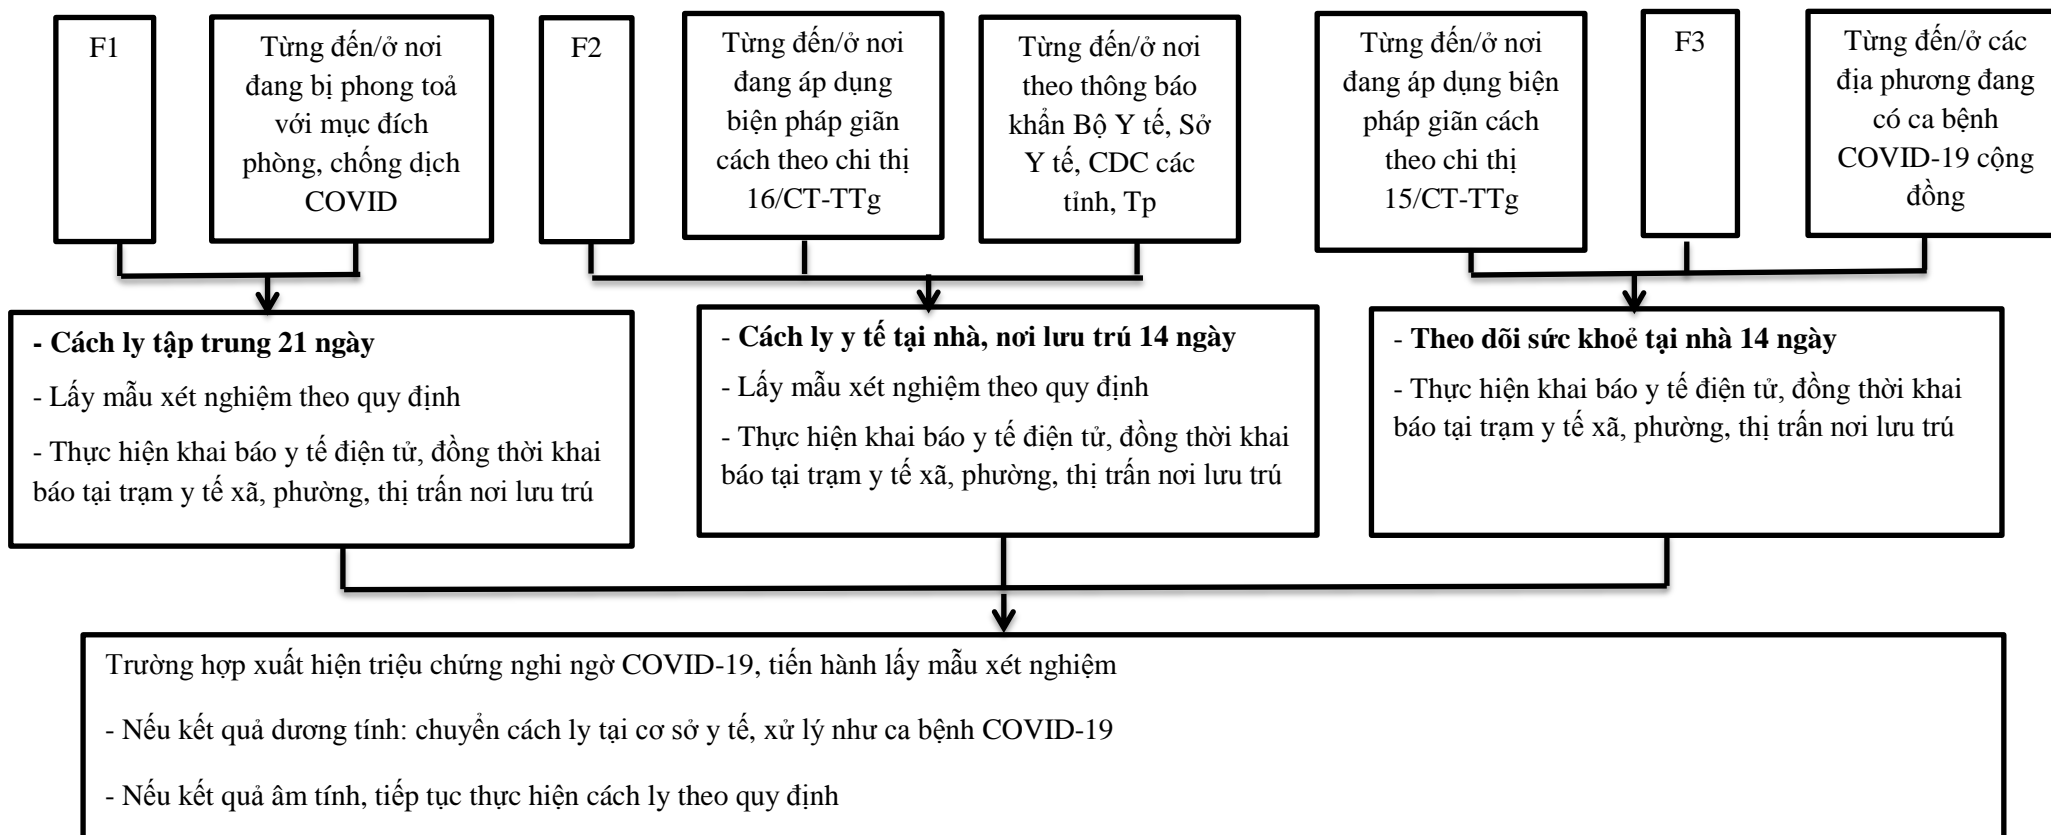 F1
Từng đến/ở nơi
đang bị phong toả
với mục đích
phòng, chống dịch
COVID
F2
Từng đến/ở nơi
đang áp dụng
biện pháp giãn
cách theo chi thị
16/CT-TTg
Từng đến/ở nơi
theo thông báo
khẩn Bộ Y tế, Sở
Y tế, CDC các
tỉnh, Tp
Từng đến/ở nơi
đang áp dụng biện
pháp giãn cách
theo chi thị
15/CT-TTg
F3
Từng đến/ở các
địa phương đang
có ca bệnh
COVID-19 cộng
đồng
- Cách ly tập trung 21 ngày
- Lấy mẫu xét nghiệm theo quy định
- Thực hiện khai báo y tế điện tử, đồng thời khai
báo tại trạm y tế xã, phường, thị trấn nơi lưu trú
- Cách ly y tế tại nhà, nơi lưu trú 14 ngày
- Lấy mẫu xét nghiệm theo quy định
- Thực hiện khai báo y tế điện tử, đồng thời khai
báo tại trạm y tế xã, phường, thị trấn nơi lưu trú
- Theo dõi sức khoẻ tại nhà 14 ngày
- Thực hiện khai báo y tế điện tử, đồng thời khai
báo tại trạm y tế xã, phường, thị trấn nơi lưu trú
Trường hợp xuất hiện triệu chứng nghi ngờ COVID-19, tiến hành lấy mẫu xét nghiệm
- Nếu kết quả dương tính: chuyển cách ly tại cơ sở y tế, xử lý như ca bệnh COVID-19
- Nếu kết quả âm tính, tiếp tục thực hiện cách ly theo quy định